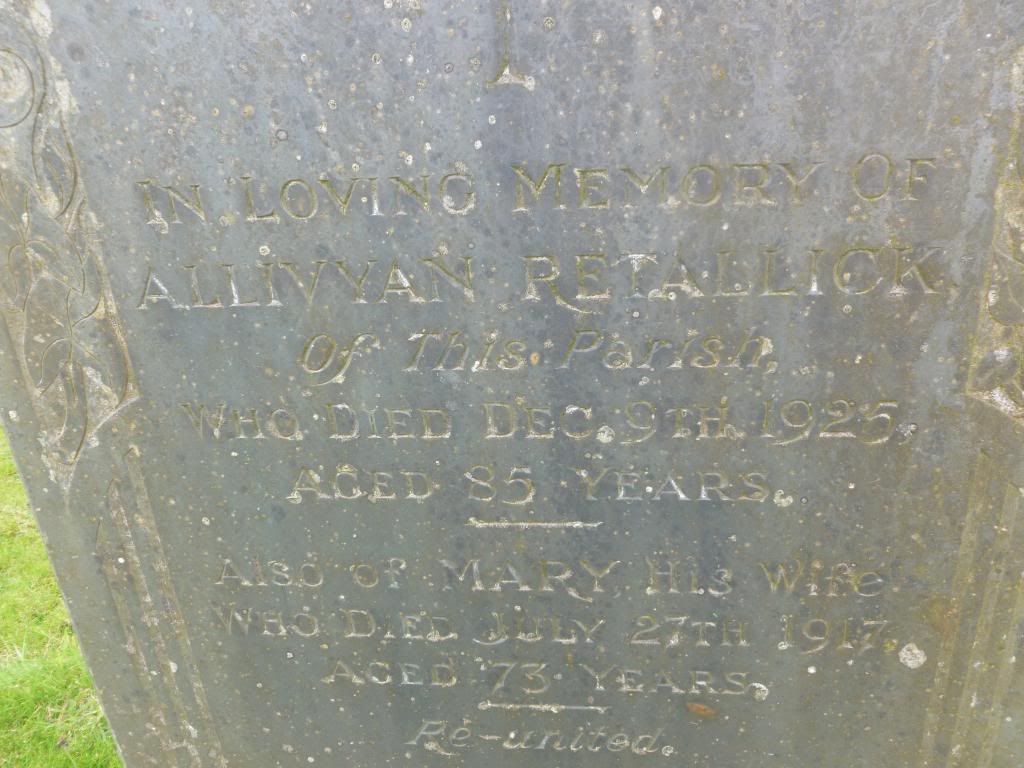 IN LOVING MEMORY OF
ALLIVYAN RETALLICK,
Of This Parish,
WHO DIED DEC. 9TH 1925,
AGED 85 YEARS.
ALSO OF MARY, HIS WIFE
WHO DIED JULY 27TH 1917,
AGED 73 YEARS.
Re-united.